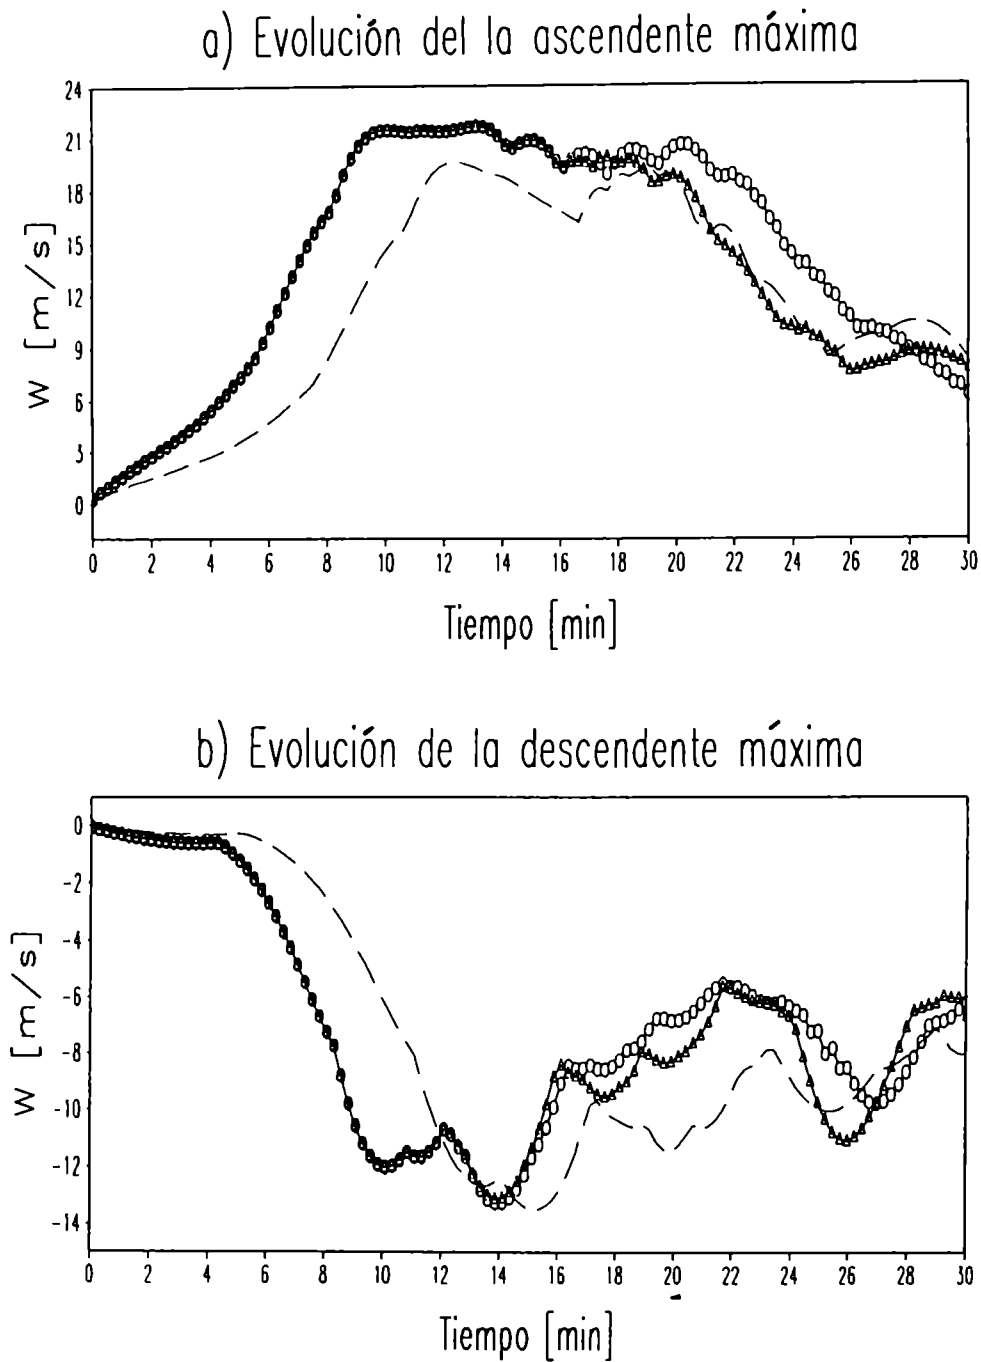 a) Evolución del la ascendente máxima
24
21
18
15
12
9
6
3
0
W [m/s]
0 2 4 6 8 10 12 14 16 18 20 22 24 26 28 30
Tiempo [min]
b) Evolución de la descendente máxima
0
-2
-4
-6
-8
-10
-12
-14
W [m/s]
0 2 4 6 8 10 12 14 16 18 20 22 24 26 28 30
Tiempo [min]